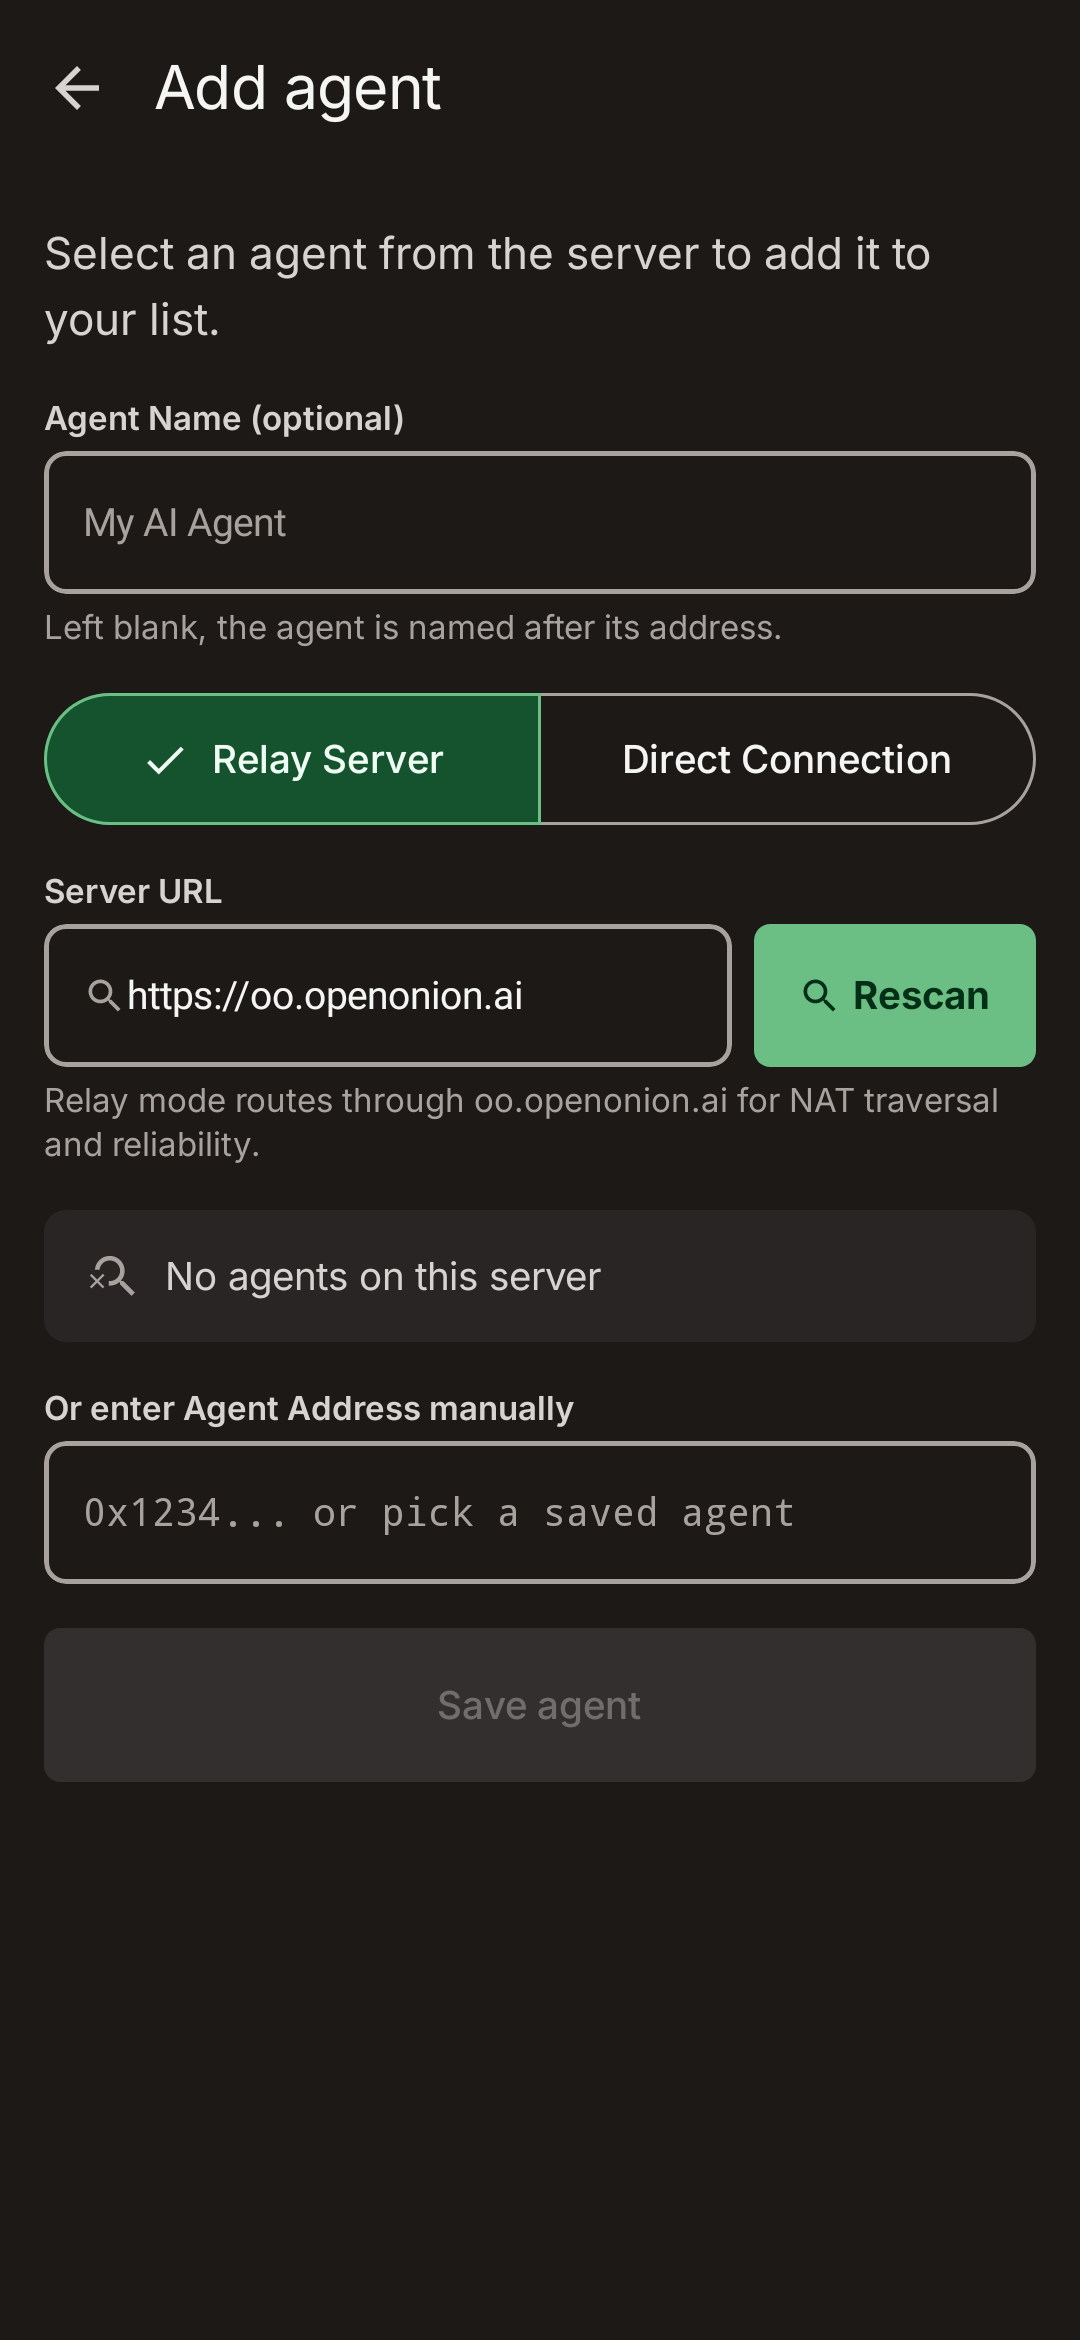 Add agent
Select an agent from the server to add it to
your list.
Agent Name (optional)
My AI Agent
Left blank, the agent is named after its address.
Relay Server
Direct Connection
Server URL
https://oo.openonion.ai
Rescan
Relay mode routes through oo.openonion.ai for NAT traversal
and reliability.
No agents on this server
Or enter Agent Address manually
0x1234... or pick a saved agent
Save agent